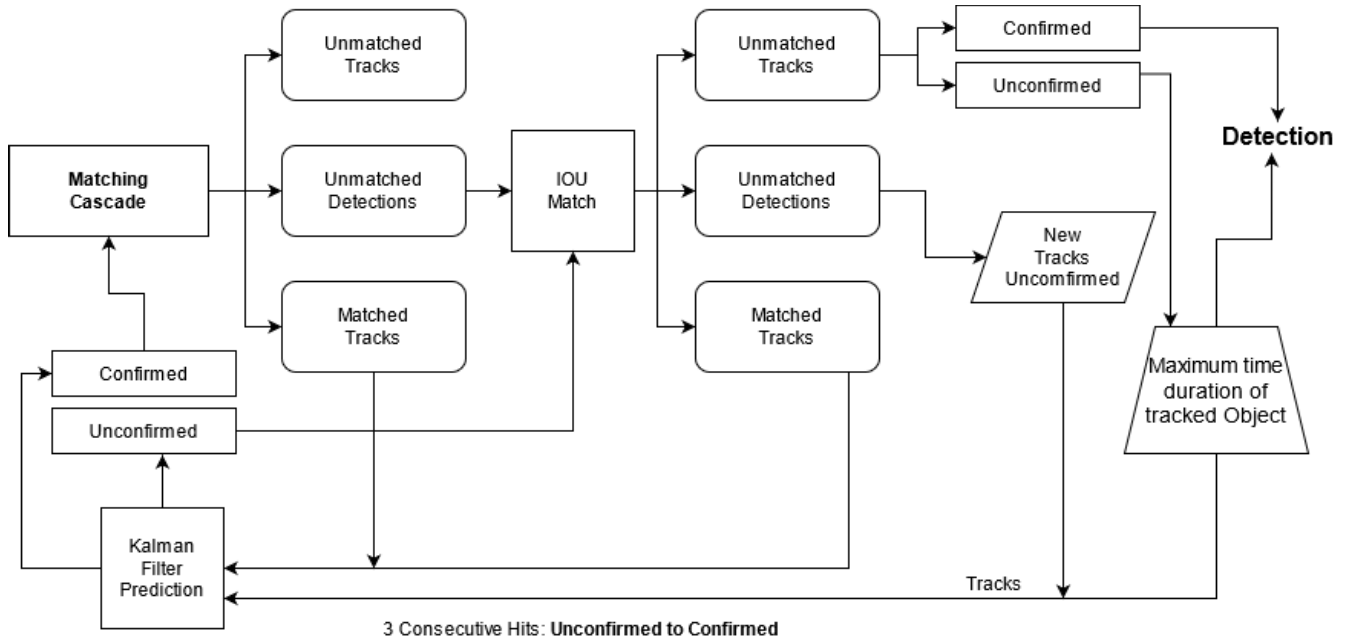 Unmatched
Tracks
Unmatched
Tracks
Confirmed
Unconfirmed
Detection
Matching
Cascade
Unmatched
Detections
IOU
Match
Unmatched
Detections
New
Tracks
Uncomfirmed
Matched
Tracks
Matched
Tracks
Confirmed
Unconfirmed
Maximum time
duration of
tracked Object
Kalman
Filter
Prediction
Tracks
3 Consecutive Hits: Unconfirmed to Confirmed